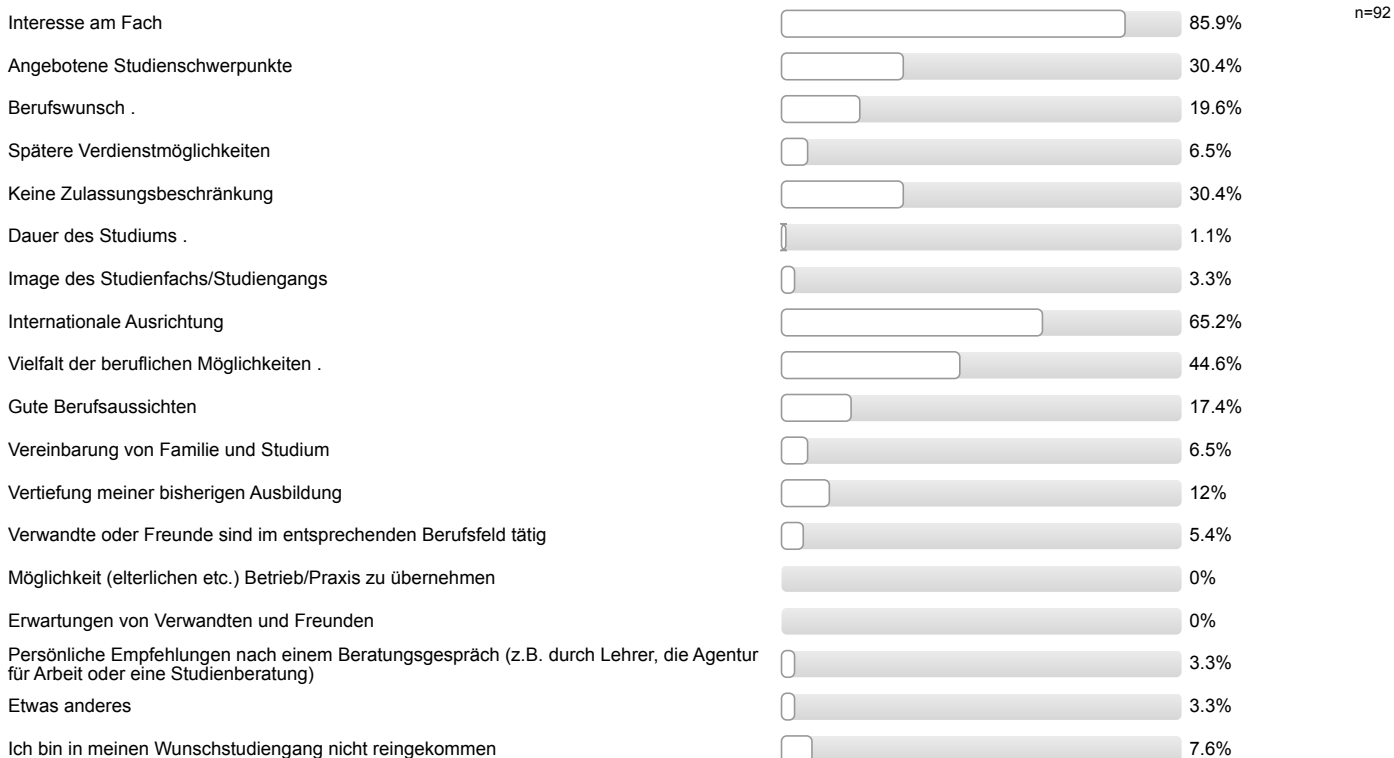 Interesse am Fach 85.9% n=92
Angebotene Studienschwerpunkte 30.4%
Berufswunsch . 19.6%
Spätere Verdienstmöglichkeiten 6.5%
Keine Zulassungsbeschränkung 30.4%
Dauer des Studiums . 1.1%
Image des Studienfachs/Studiengangs 3.3%
Internationale Ausrichtung 65.2%
Vielfalt der beruflichen Möglichkeiten . 44.6%
Gute Berufsaussichten 17.4%
Vereinbarung von Familie und Studium 6.5%
Vertiefung meiner bisherigen Ausbildung 12%
Verwandte oder Freunde sind im entsprechenden Berufsfeld tätig 5.4%
Möglichkeit (elterlichen etc.) Betrieb/Praxis zu übernehmen 0%
Erwartungen von Verwandten und Freunden 0%
Persönliche Empfehlungen nach einem Beratungsgespräch (z.B. durch Lehrer, die Agentur
für Arbeit oder eine Studienberatung) 3.3%
Etwas anderes 3.3%
Ich bin in meinen Wunschstudiengang nicht reingekommen 7.6%